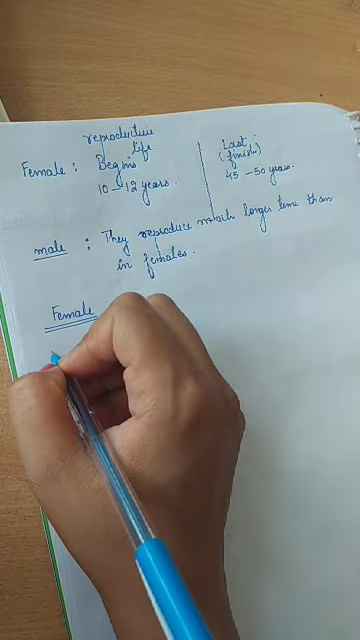 reproductive
life
Female : Begins
10 - 12 years.
Last
(finish)
45 - 50 years.
male : They reproduce much longer time than
in females.
Female